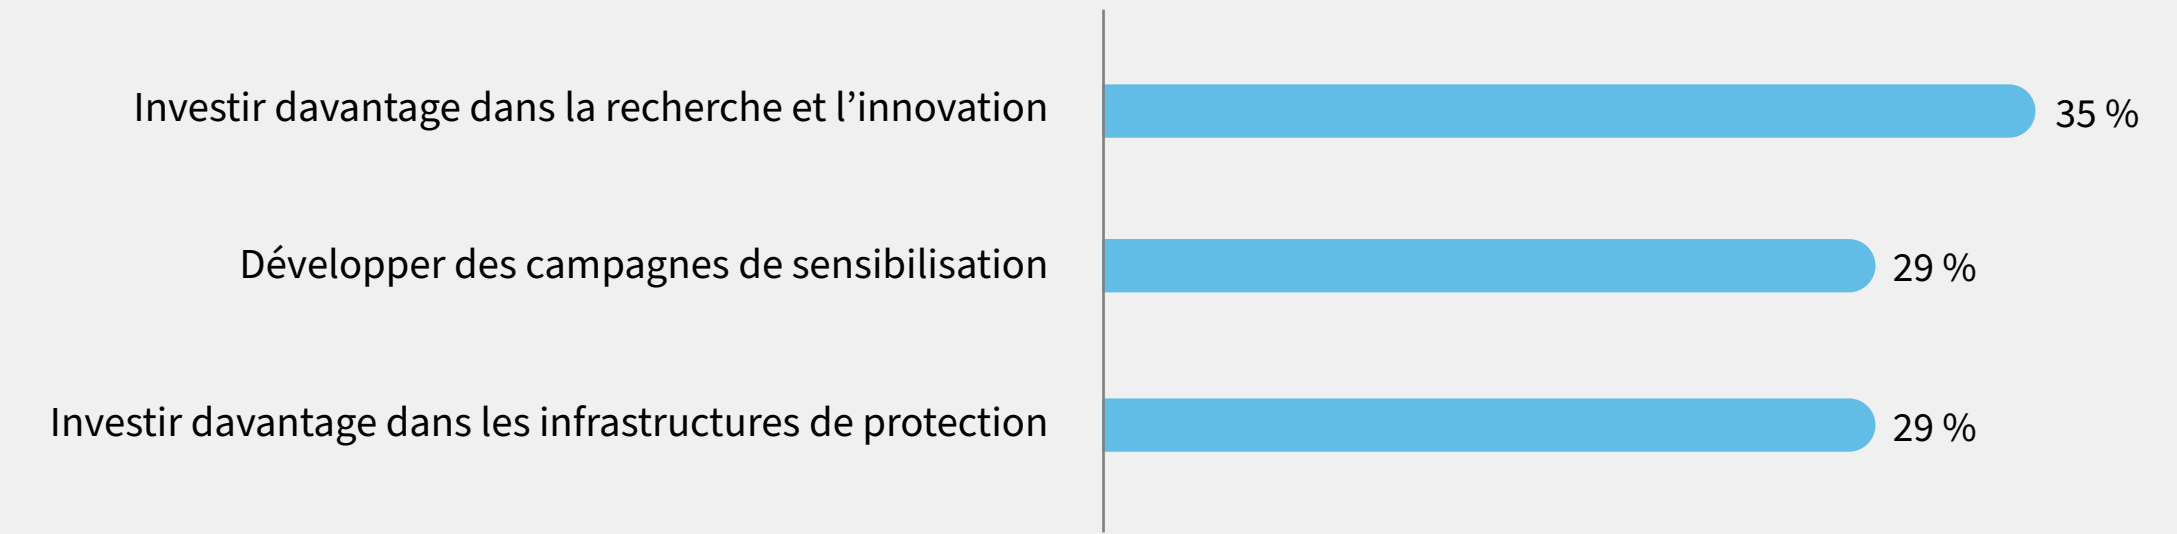 Investir davantage dans la recherche et l’innovation 35 %
Développer des campagnes de sensibilisation 29 %
Investir davantage dans les infrastructures de protection 29 %